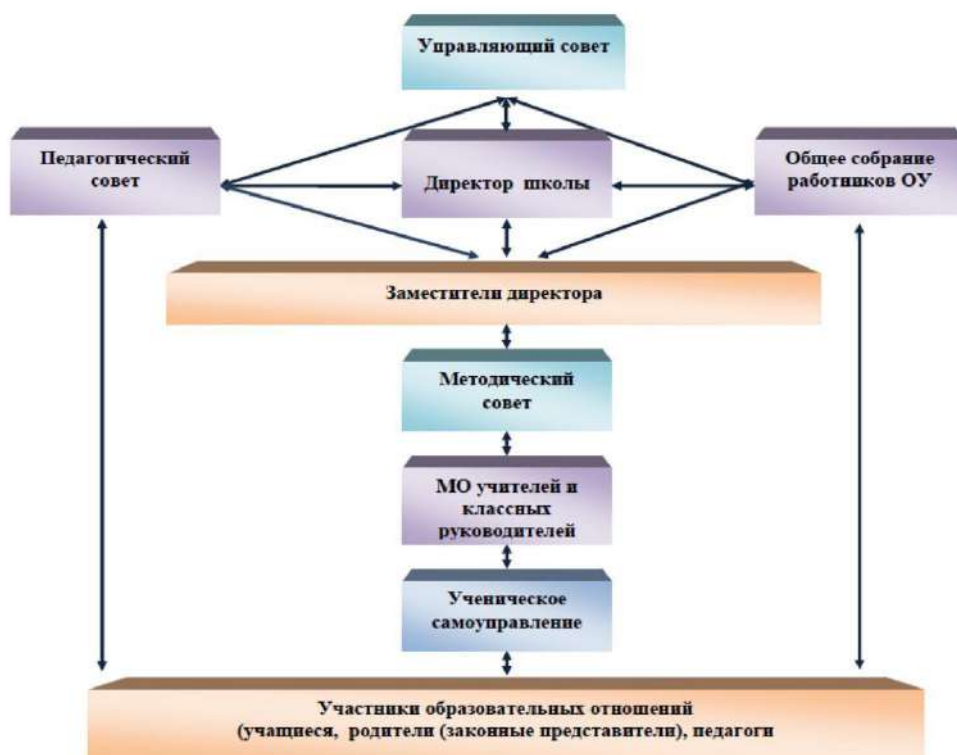 Управляющий совет
Педагогический
совет
Директор школы
Общее собрание
работников ОУ
Заместители директора
Методический
совет
МО учителей и
классных
руководителей
Ученическое
самоуправление
Участники образовательных отношений
(учащиеся, родители (законные представители), педагоги